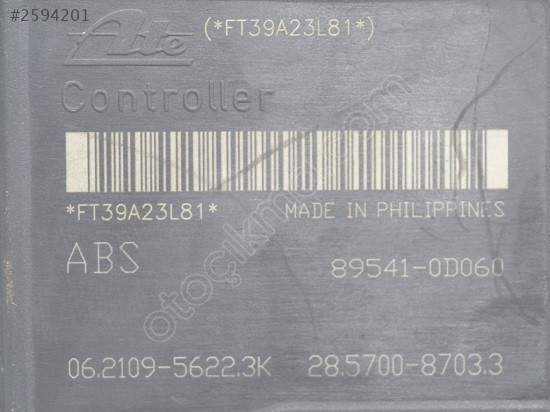 #2594201
Ate (*FT39A23L81*)
Controller
*FT39A23L81* MADE IN PHILIPPINES
ABS 89541-0D060
otoçıkma.com
06.2109-5622.3K 28.5700-8703.3